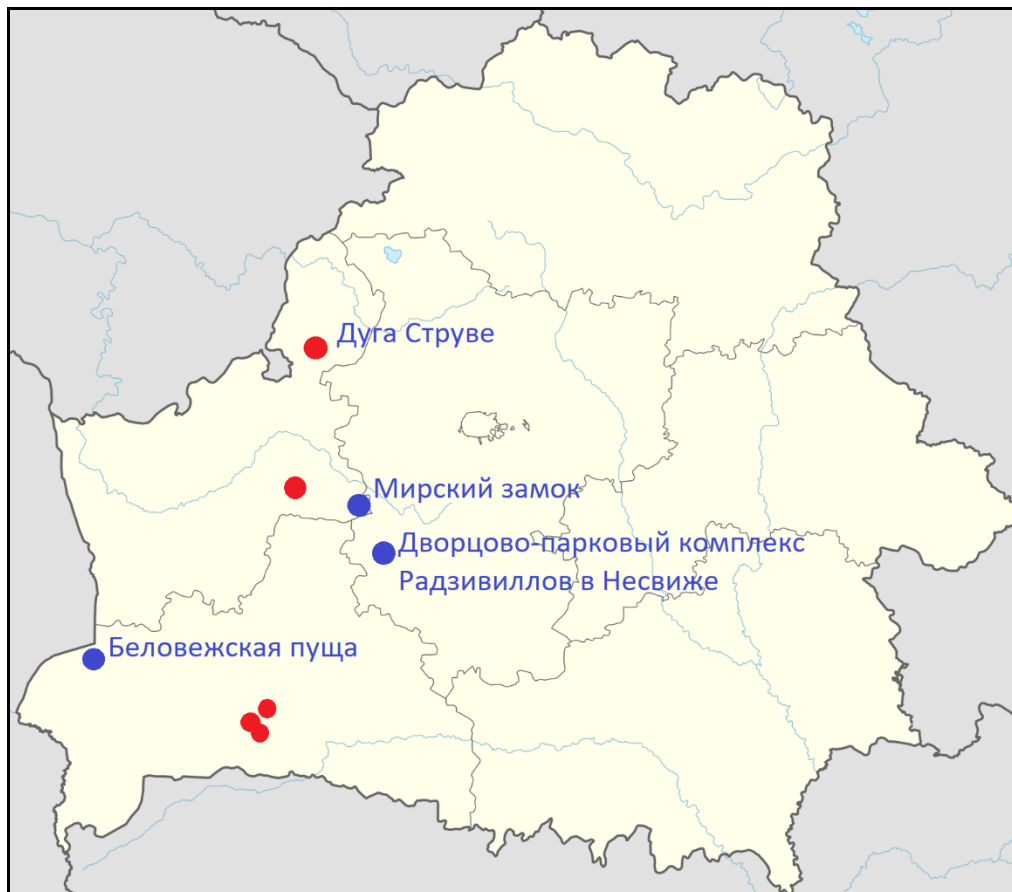 Дуга Струве
Мирский замок
Дворцово-парковый комплекс
Радзивиллов в Несвиже
Беловежская пуща